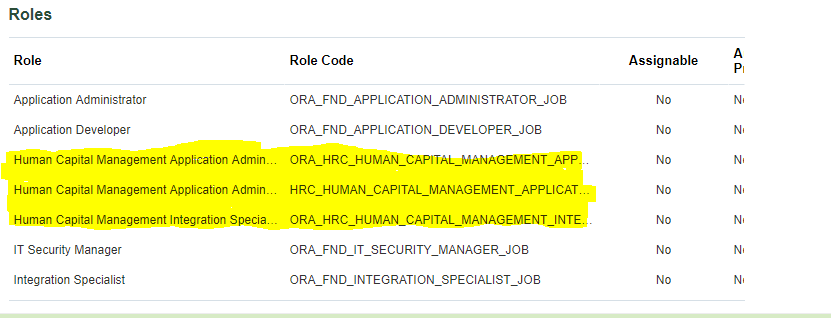 Roles
Role Role Code Assignable A
P
Application Administrator ORA_FND_APPLICATION_ADMINISTRATOR_JOB No N
Application Developer ORA_FND_APPLICATION_DEVELOPER_JOB No N
Human Capital Management Application Admin... ORA_HRC_HUMAN_CAPITAL_MANAGEMENT_APP... No N
Human Capital Management Application Admin... HRC_HUMAN_CAPITAL_MANAGEMENT_APPLICAT... No N
Human Capital Management Integration Specia... ORA_HRC_HUMAN_CAPITAL_MANAGEMENT_INTE... No N
IT Security Manager ORA_FND_IT_SECURITY_MANAGER_JOB No N
Integration Specialist ORA_FND_INTEGRATION_SPECIALIST_JOB No N